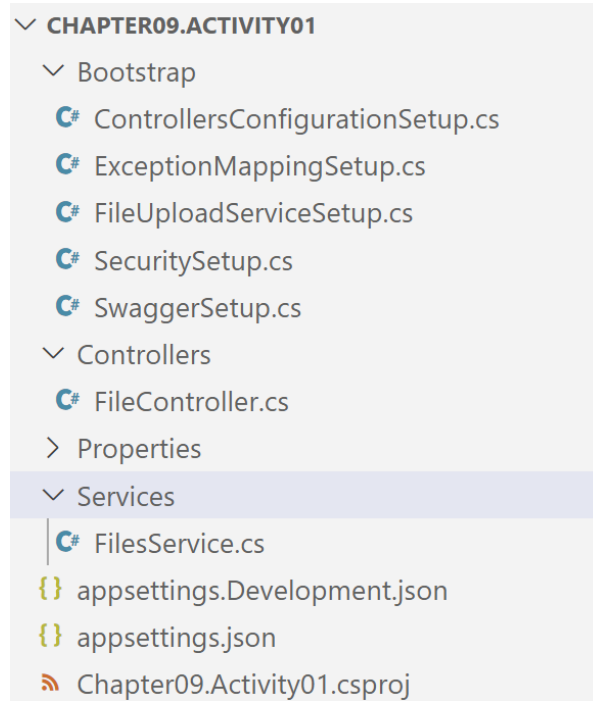 CHAPTER09.ACTIVITY01
Bootstrap
C# ControllersConfigurationSetup.cs
C# ExceptionMappingSetup.cs
C# FileUploadServiceSetup.cs
C# SecuritySetup.cs
C# SwaggerSetup.cs
Controllers
C# FileController.cs
Properties
Services
C# FilesService.cs
{} appsettings.Development.json
{} appsettings.json
Chapter09.Activity01.csproj